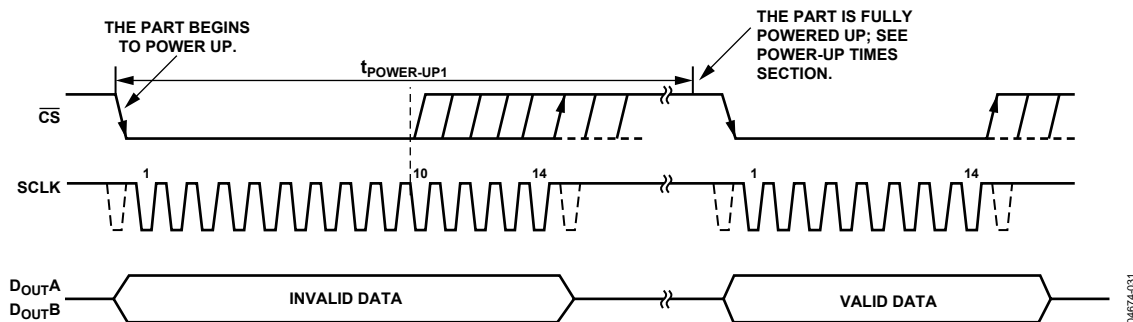 THE PART BEGINS
TO POWER UP.
THE PART IS FULLY
POWERED UP; SEE
POWER-UP TIMES
SECTION.
tPOWER-UP1
CS
SCLK
1
10
14
1
14
DOUTA
DOUTB
INVALID DATA
VALID DATA
04674-031